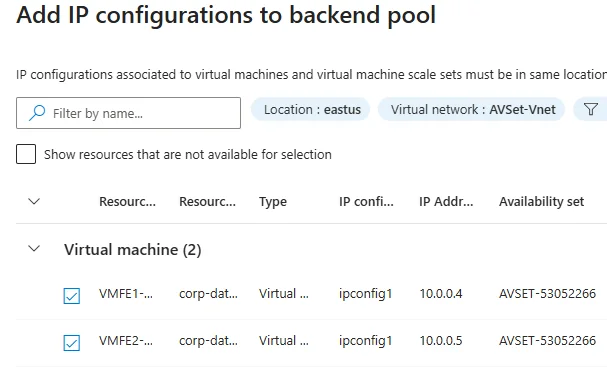 Add IP configurations to backend pool
IP configurations associated to virtual machines and virtual machine scale sets must be in same location
Filter by name...
Location : eastus
Virtual network : AVSet-Vnet
Show resources that are not available for selection
Resourc... Resourc... Type IP confi... IP Addr... Availability set
Virtual machine (2)
VMFE1-... corp-dat... Virtual ... ipconfig1 10.0.0.4 AVSET-53052266
VMFE2-... corp-dat... Virtual ... ipconfig1 10.0.0.5 AVSET-53052266